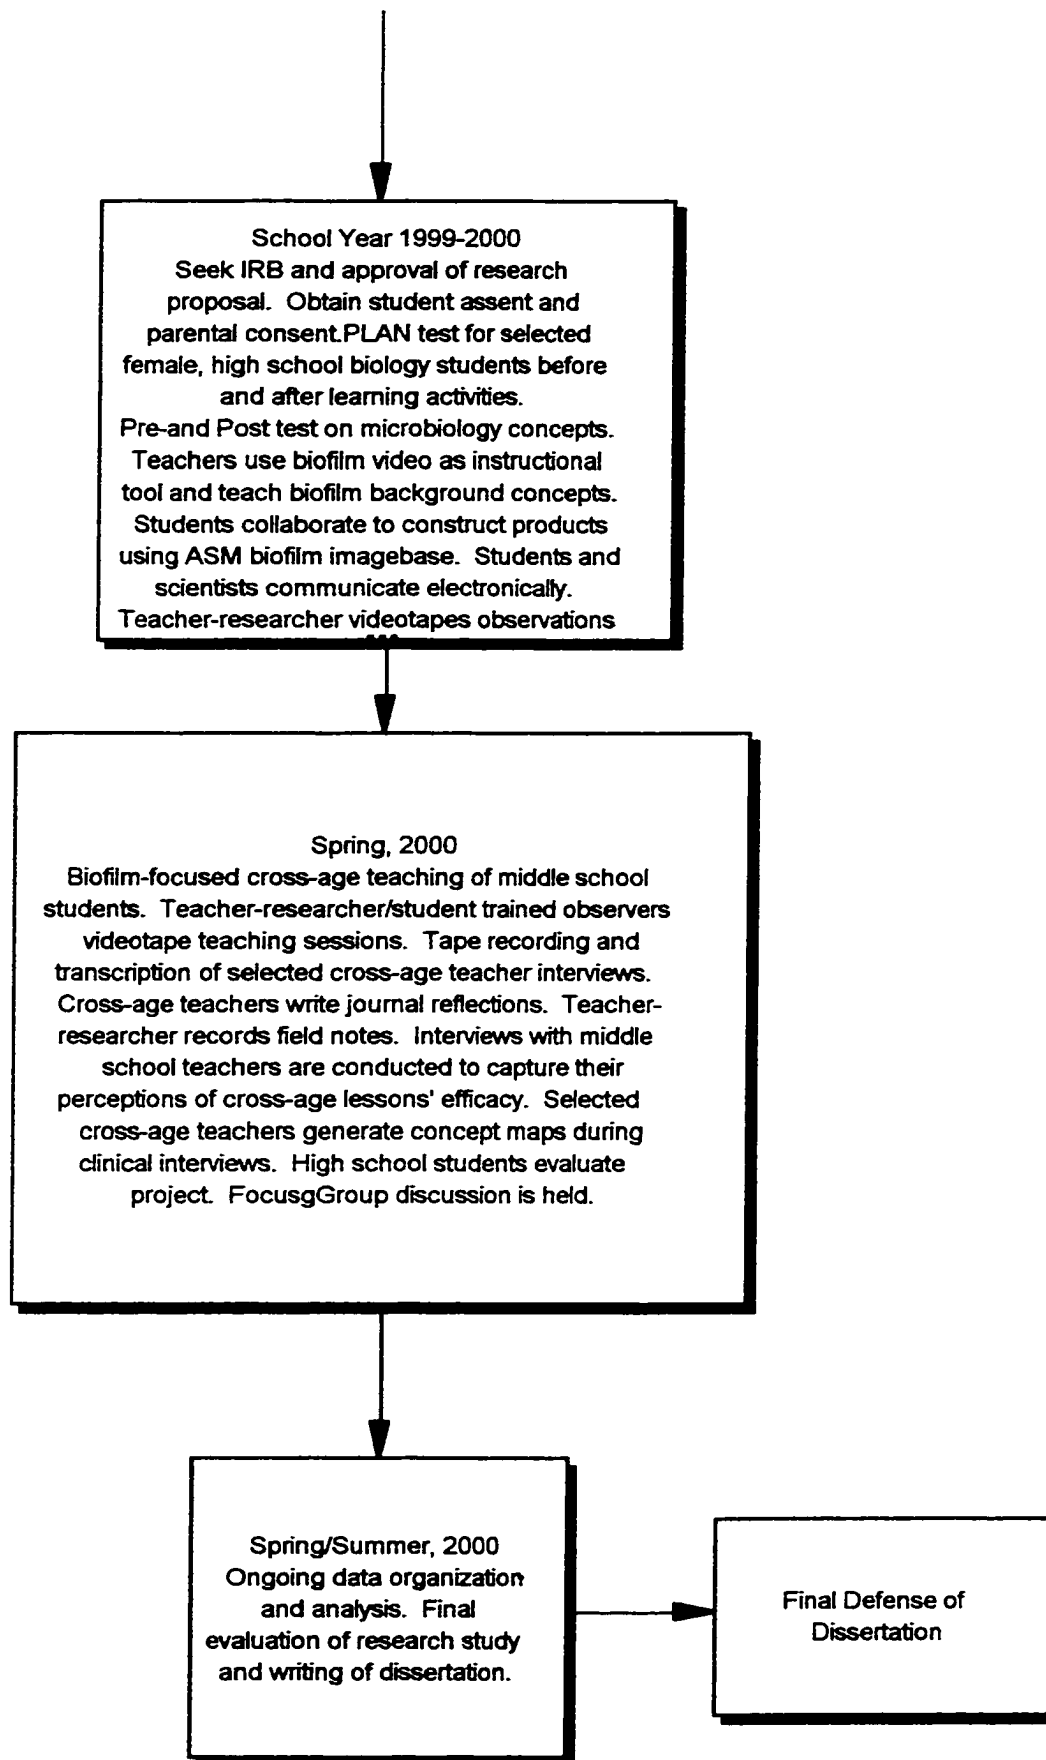 School Year 1999-2000
Seek IRB and approval of research
proposal.  Obtain student assent and
parental consent.PLAN test for selected
female, high school biology students before
and after learning activities.
Pre-and Post test on microbiology concepts.
Teachers use biofilm video as instructional
tool and teach biofilm background concepts.
Students collaborate to construct products
using ASM biofilm imagebase.  Students and
scientists communicate electronically.
Teacher-researcher videotapes observations
Spring, 2000
Biofilm-focused cross-age teaching of middle school
students.  Teacher-researcher/student trained observers
videotape teaching sessions.  Tape recording and
transcription of selected cross-age teacher interviews.
Cross-age teachers write journal reflections.  Teacher-
researcher records field notes.  Interviews with middle
school teachers are conducted to capture their
perceptions of cross-age lessons' efficacy.  Selected
cross-age teachers generate concept maps during
clinical interviews.  High school students evaluate
project.  FocusgGroup discussion is held.
Spring/Summer, 2000
Ongoing data organization
and analysis.  Final
evaluation of research study
and writing of dissertation.
Final Defense of
Dissertation